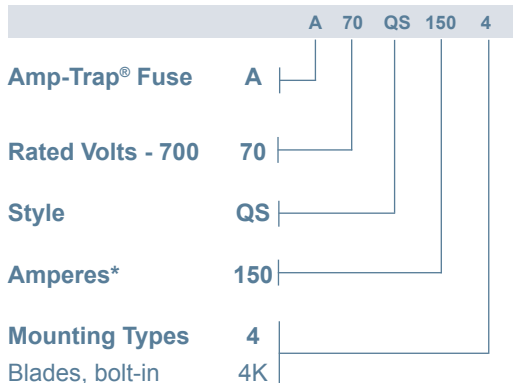 A 70 QS 150 4
Amp-Trap® Fuse A
Rated Volts - 700 70
Style QS
Amperes* 150
Mounting Types 4
Blades, bolt-in 4K